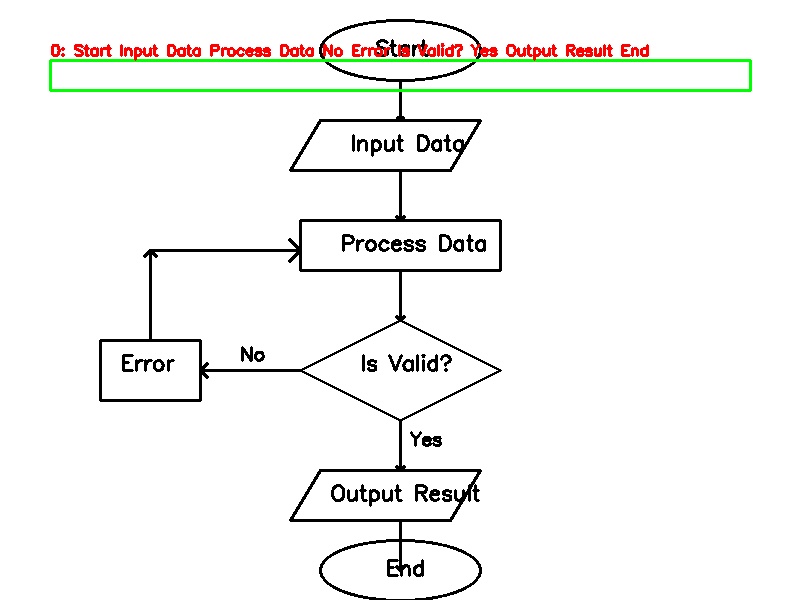 Start
0: Start Input Data Process Data No Error Is Valid? Yes Output Result End
Input Data
Process Data
No
Error
Is Valid?
Yes
Output Result
End